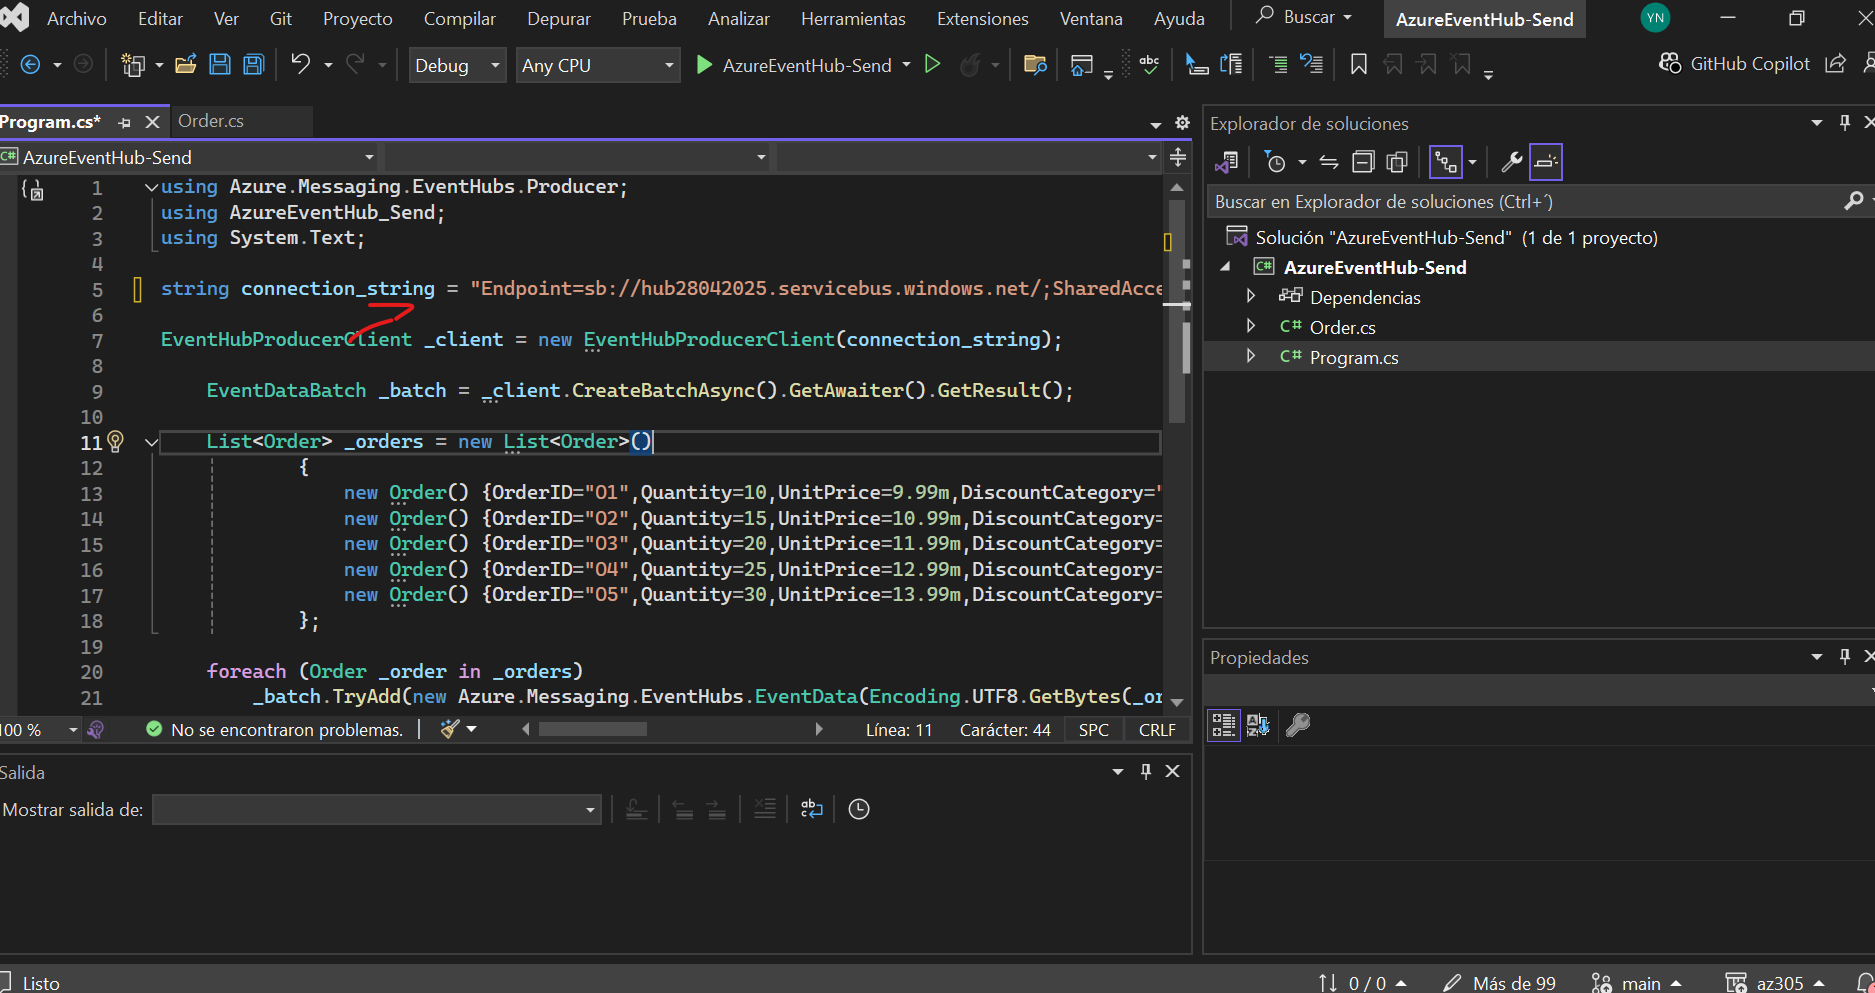 Archivo Editar Ver Git Proyecto Compilar Depurar Prueba Analizar Herramientas Extensiones Ventana Ayuda Buscar AzureEventHub-Send YN
Debug Any CPU AzureEventHub-Send abc GitHub Copilot
Program.cs* Order.cs
C# AzureEventHub-Send
1 using Azure.Messaging.EventHubs.Producer;
2 using AzureEventHub_Send;
3 using System.Text;
4
5 string connection_string = "Endpoint=sb://hub28042025.servicebus.windows.net/;SharedAcce
6
7 EventHubProducerClient _client = new EventHubProducerClient(connection_string);
8
9 EventDataBatch _batch = _client.CreateBatchAsync().GetAwaiter().GetResult();
10
11 List<Order> _orders = new List<Order>()
12 {
13 new Order() {OrderID="O1",Quantity=10,UnitPrice=9.99m,DiscountCategory="
14 new Order() {OrderID="O2",Quantity=15,UnitPrice=10.99m,DiscountCategory=
15 new Order() {OrderID="O3",Quantity=20,UnitPrice=11.99m,DiscountCategory=
16 new Order() {OrderID="O4",Quantity=25,UnitPrice=12.99m,DiscountCategory=
17 new Order() {OrderID="O5",Quantity=30,UnitPrice=13.99m,DiscountCategory=
18 };
19
20 foreach (Order _order in _orders)
21 _batch.TryAdd(new Azure.Messaging.EventHubs.EventData(Encoding.UTF8.GetBytes(_or
100 % No se encontraron problemas. Línea: 11 Carácter: 44 SPC CRLF
Salida
Mostrar salida de:
Explorador de soluciones
Buscar en Explorador de soluciones (Ctrl+´)
Solución "AzureEventHub-Send" (1 de 1 proyecto)
C# AzureEventHub-Send
Dependencias
C# Order.cs
C# Program.cs
Propiedades
Listo 0 / 0 Más de 99 main az305